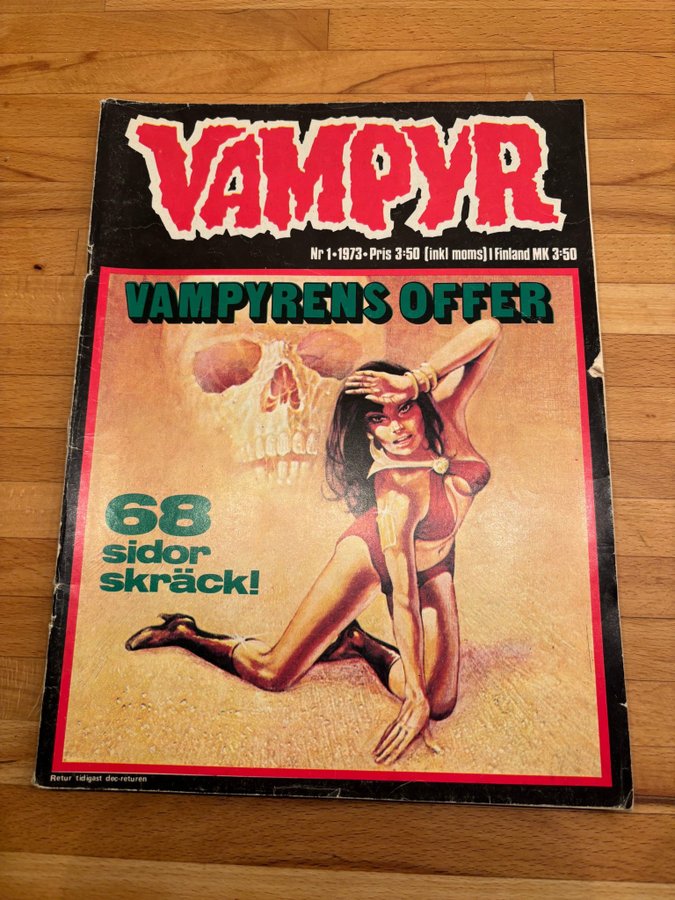 VAMPYR
Nr 1 • 1973 • Pris 3:50 (inkl moms) I Finland MK 3:50
VAMPYRENS OFFER
68
sidor
skräck!
Retur tidigast dec-returen